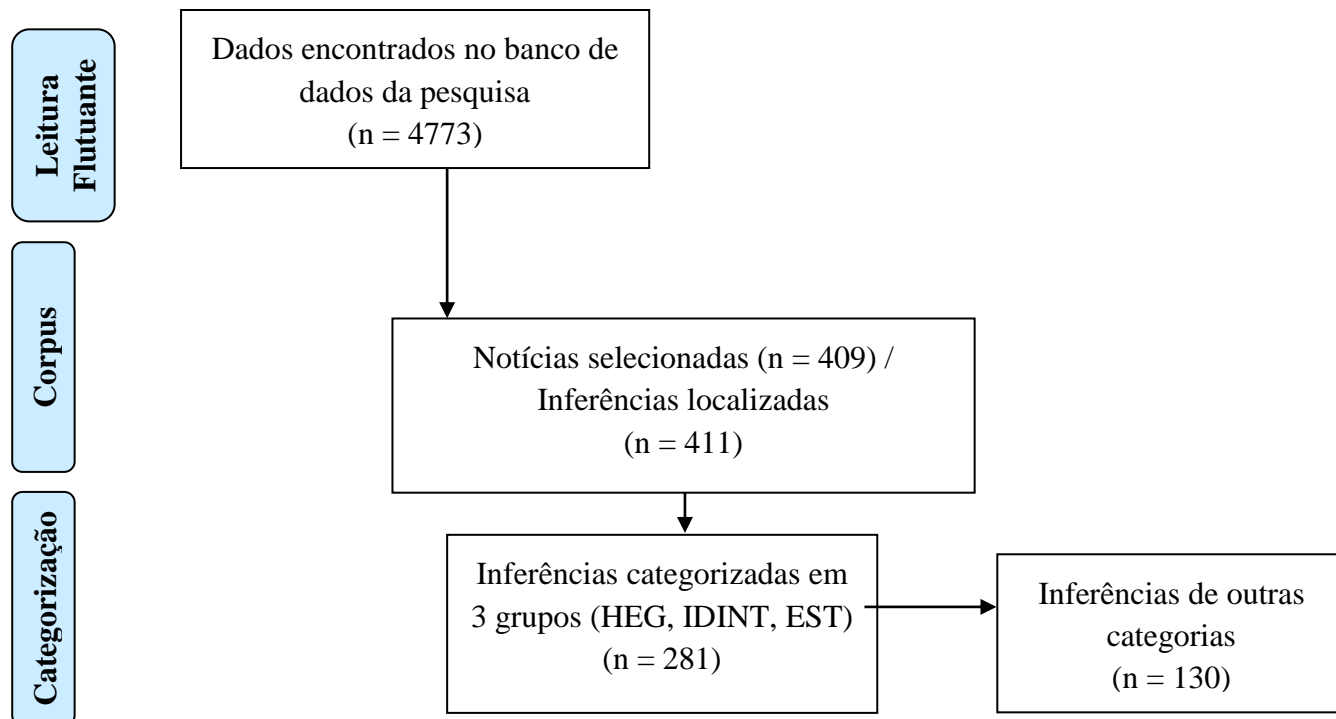 Leitura
Flutuante
Dados encontrados no banco de
dados da pesquisa
(n = 4773)
Corpus
Notícias selecionadas (n = 409) /
Inferências localizadas
(n = 411)
Categorização
Inferências categorizadas em
3 grupos (HEG, IDINT, EST)
(n = 281)
Inferências de outras
categorias
(n = 130)